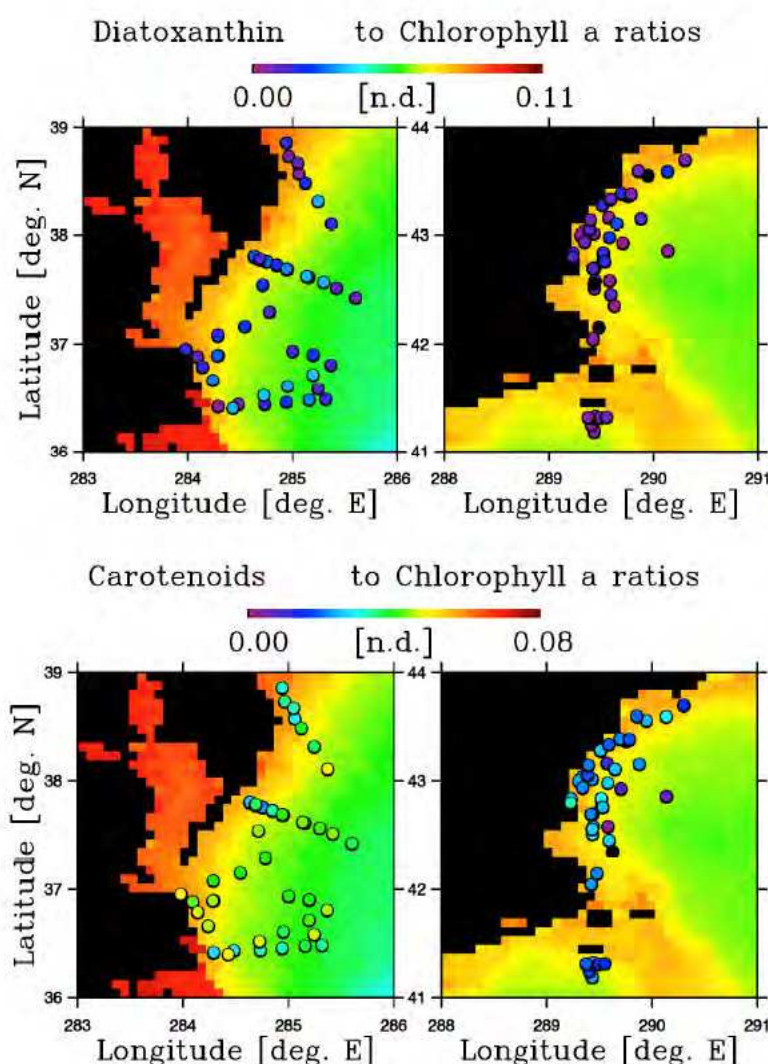 Diatoxanthin to Chlorophyll a ratios
0.00 [n.d.] 0.11
Latitude [deg. N]
39
38
37
36
283 284 285 286
Longitude [deg. E]
44
43
42
41
288 289 290 291
Longitude [deg. E]
Carotenoids to Chlorophyll a ratios
0.00 [n.d.] 0.08
Latitude [deg. N]
39
38
37
36
283 284 285 286
Longitude [deg. E]
44
43
42
41
288 289 290 291
Longitude [deg. E]